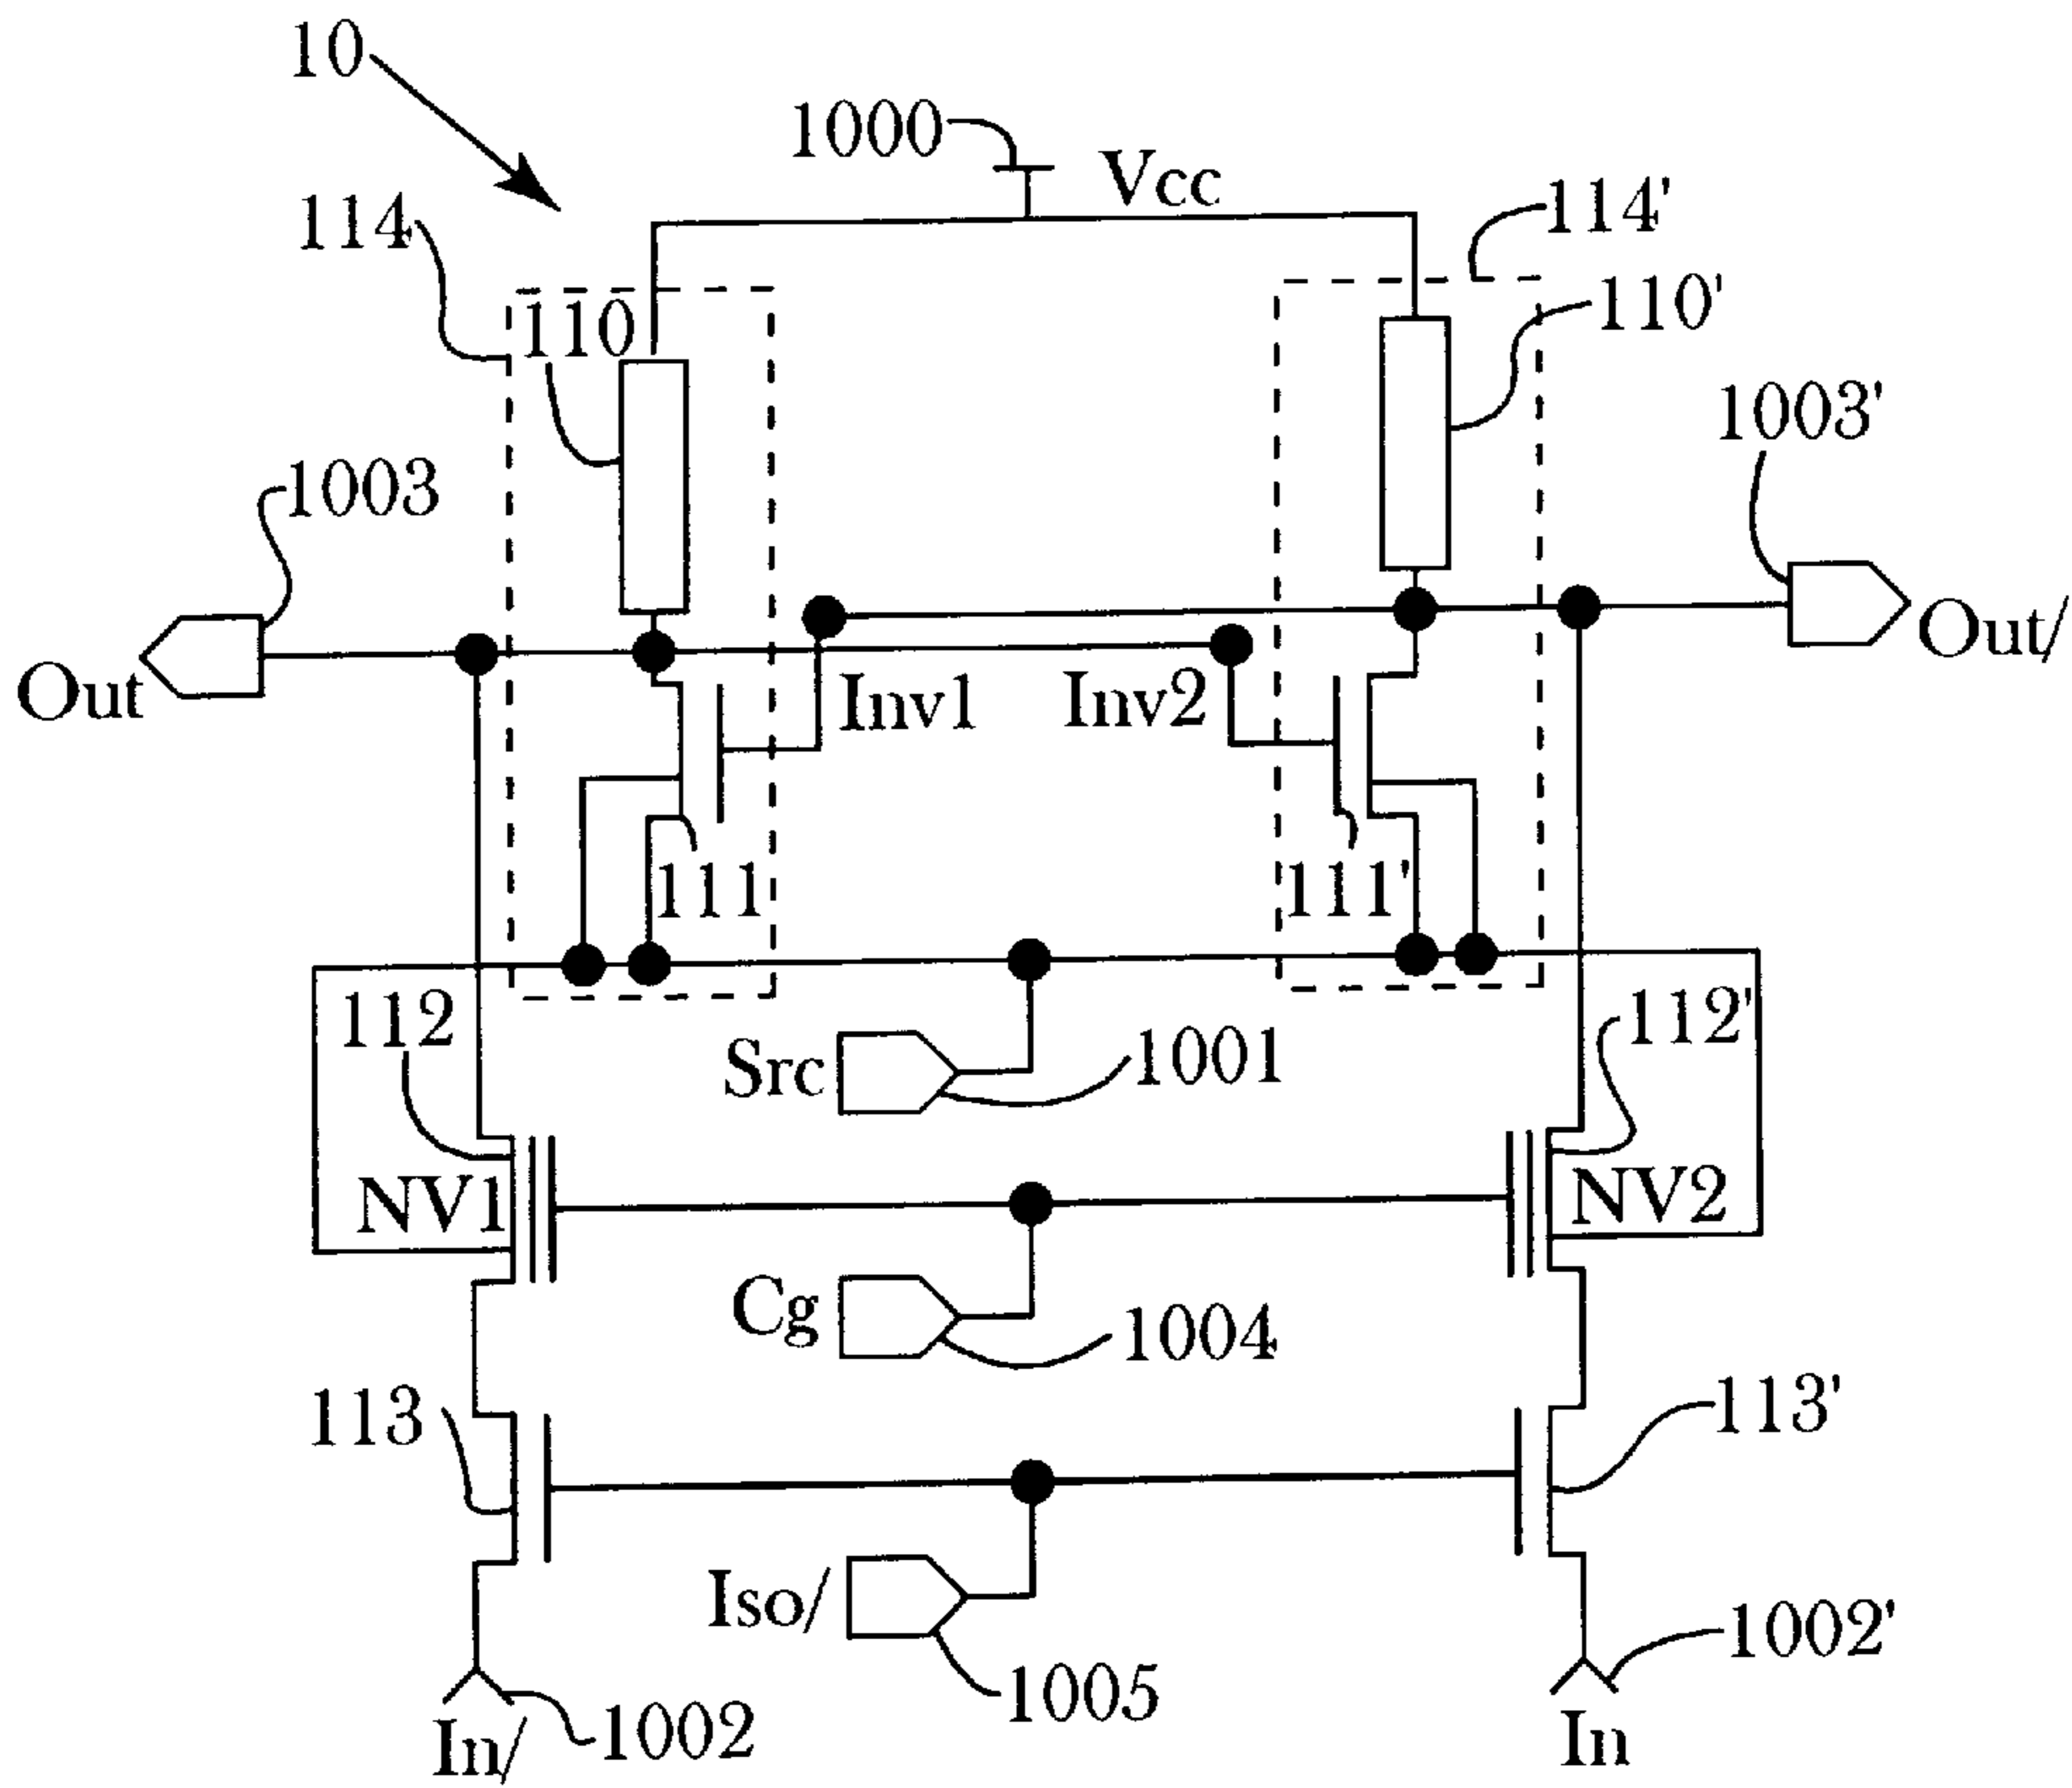 10
1000
Vcc
114
114'
110
110'
1003'
1003
Out/
Out
Inv1
Inv2
111
111'
112
112'
Src
1001
NV1
NV2
Cg
1004
113
113'
Iso/
1002'
1005
1002
In/
In